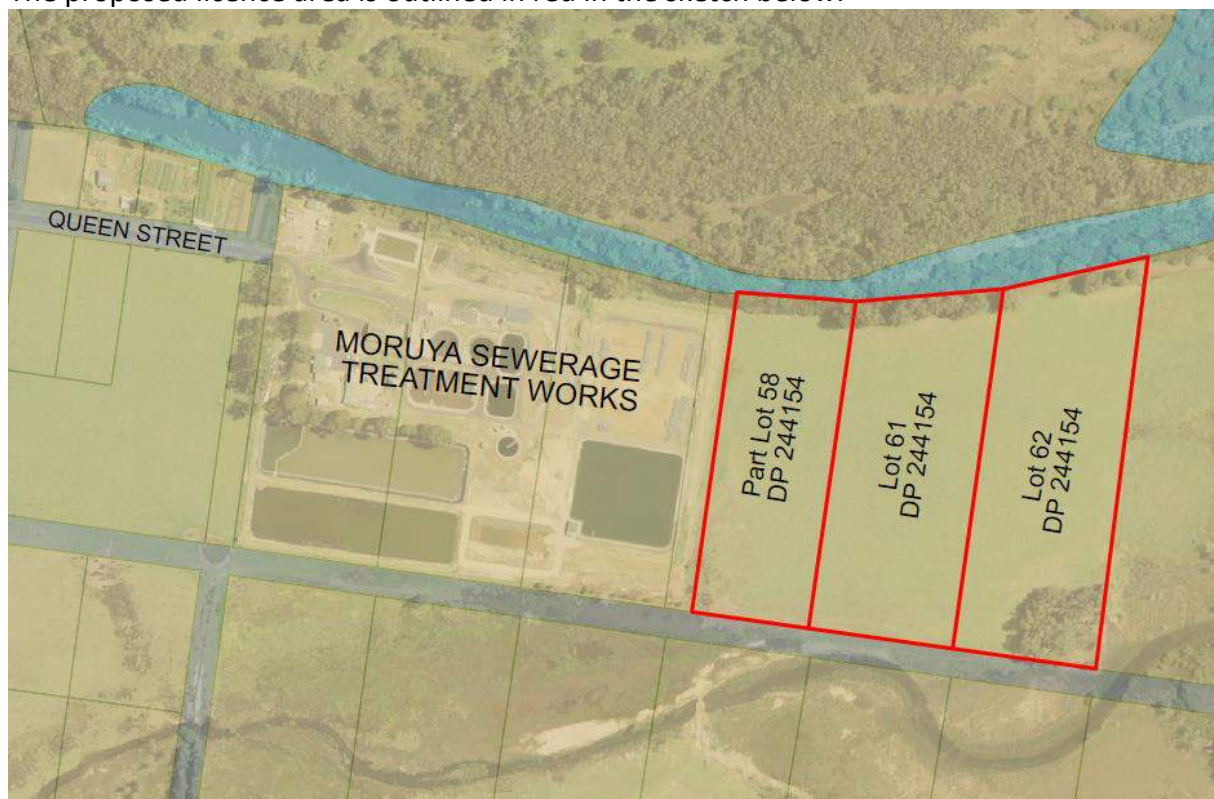 The proposed licence area is outlined in red in the sketch below.
QUEEN STREET
MORUYA SEWERAGE
TREATMENT WORKS
Part Lot 58
DP 244154
Lot 61
DP 244154
Lot 62
DP 244154